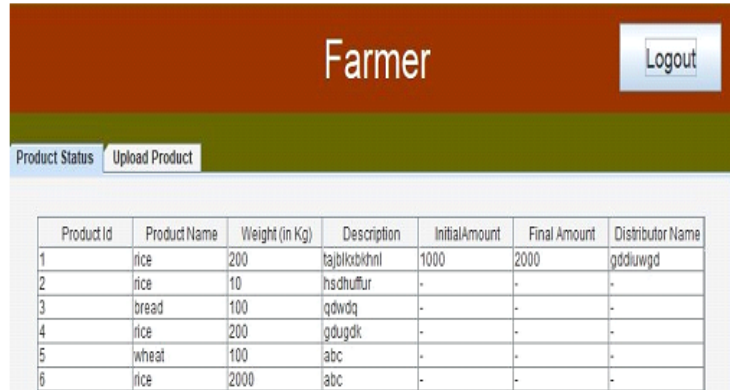 Farmer
Logout
Product Status Upload Product
Product Id Product Name Weight (in Kg) Description InitialAmount Final Amount Distributor Name
1 rice 200 tajblkxbkhnl 1000 2000 gddiuwgd
2 rice 10 hsdhuffur - - -
3 bread 100 qdwdq - - -
4 rice 200 gdugdk - - -
5 wheat 100 abc - - -
6 rice 2000 abc - - -